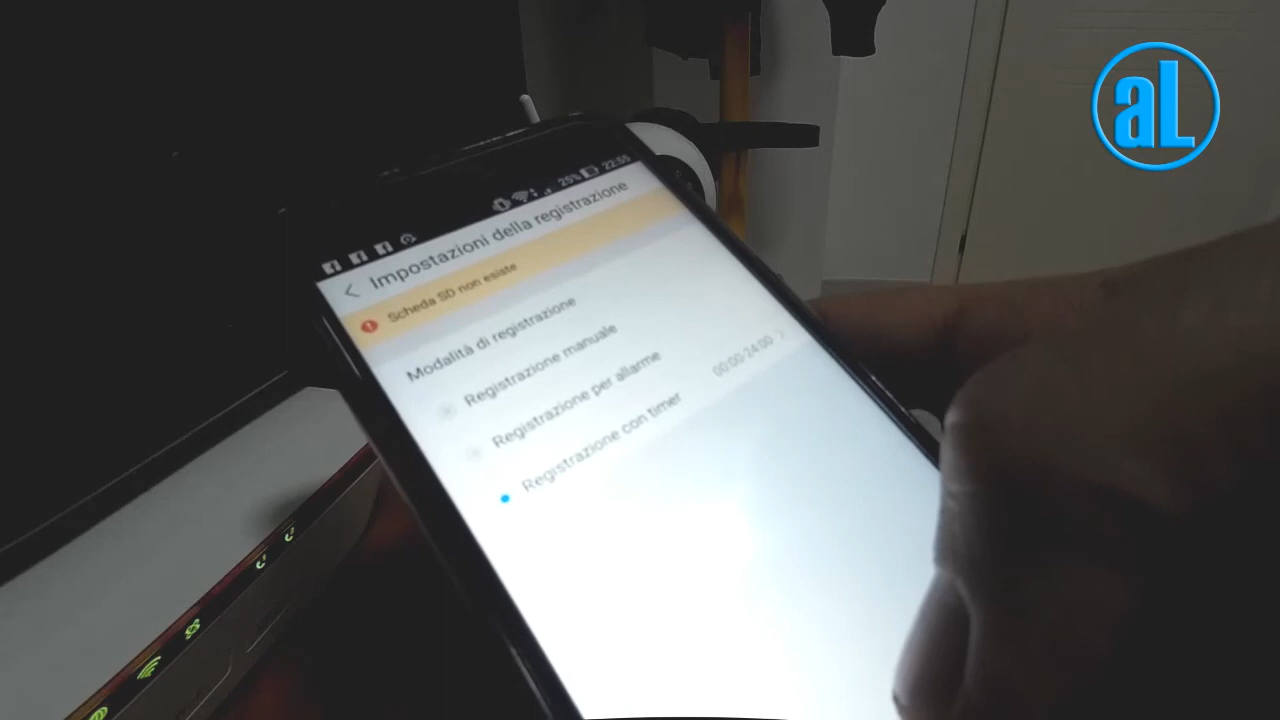 aL
25% 22:55
Impostazioni della registrazione
Scheda SD non esiste
Modalità di registrazione
Registrazione manuale
Registrazione per allarme
Registrazione con timer 00:00-24:00